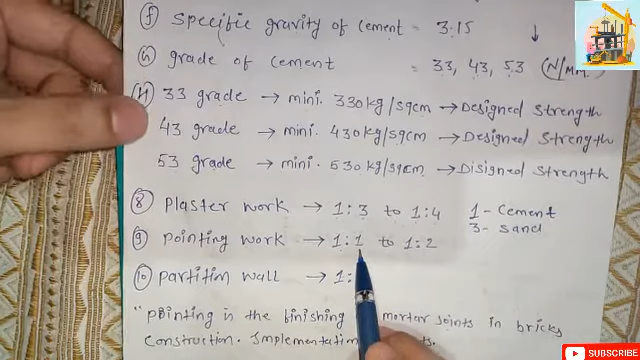 f) Specific gravity of cement = 3.15
G) grade of cement = 33, 43, 53 (N/mm
H) 33 grade → mini. 330 kg/sqcm → Designed Strength
43 grade → mini. 430 kg/sqcm → Designed Strength
53 grade → mini. 530 kg/sqcm → Disigned Strength
8) Plaster work → 1:3 to 1:4 1 - Cement
3 - Sand
9) Pointing work → 1:1 to 1:2
10) Partition wall → 1:
"Pointing is the finishing mortar joints in bricks
Construction. Implementation
SUBSCRIBE